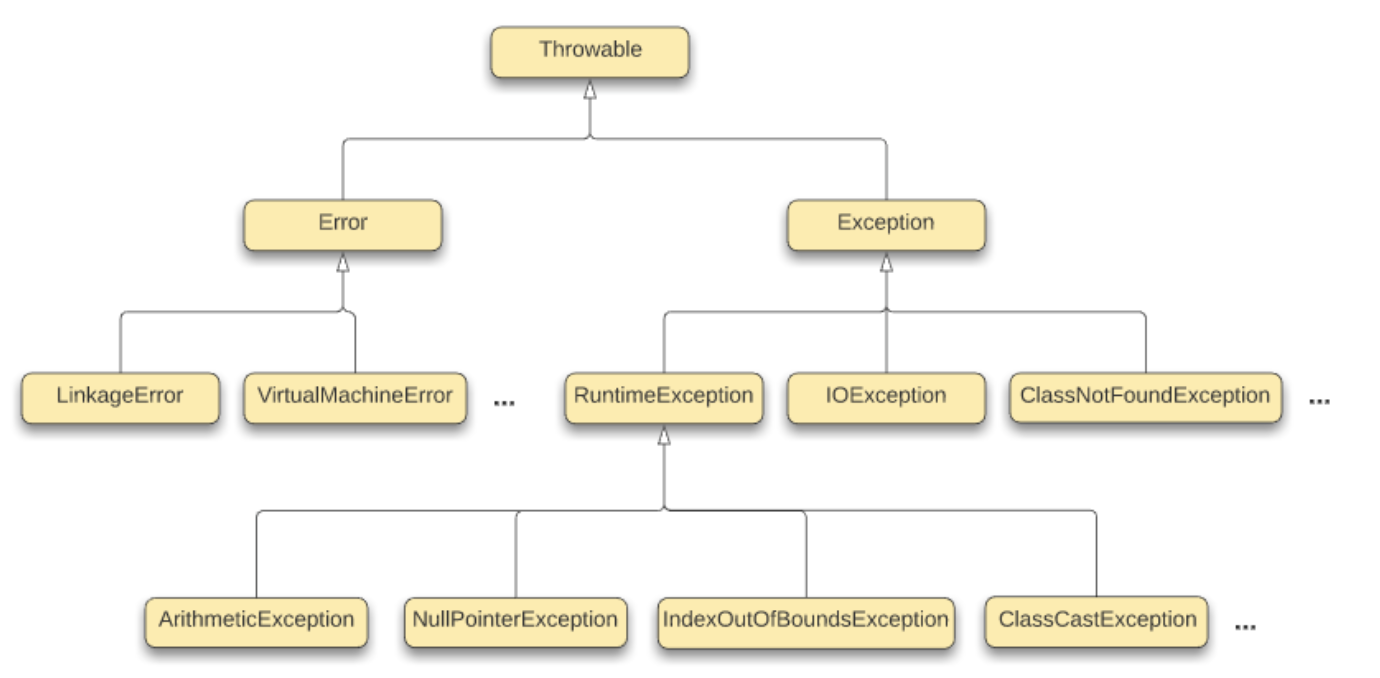 Throwable
Error
Exception
LinkageError
VirtualMachineError
...
RuntimeException
IOException
ClassNotFoundException
...
ArithmeticException
NullPointerException
IndexOutOfBoundsException
ClassCastException
...